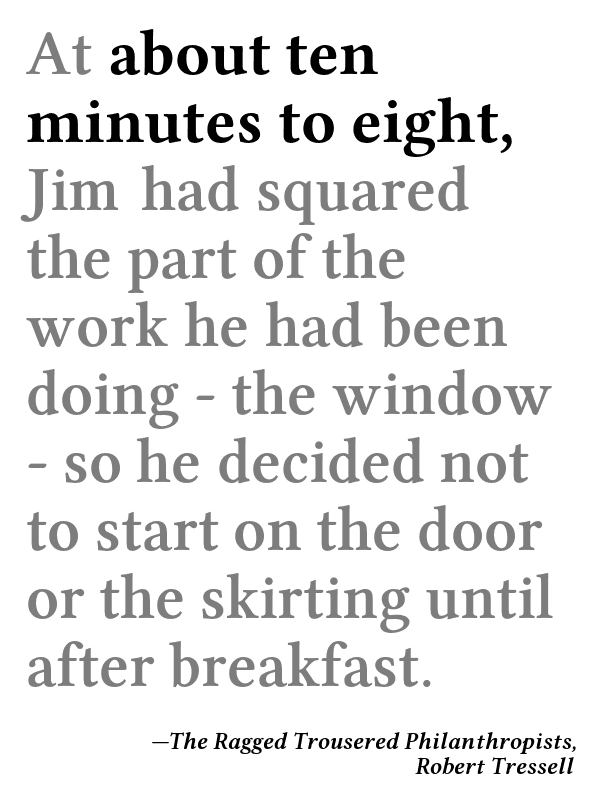 At about ten
minutes to eight,
Jim had squared
the part of the
work he had been
doing - the window
- so he decided not
to start on the door
or the skirting until
after breakfast.
—The Ragged Trousered Philanthropists,
Robert Tressell